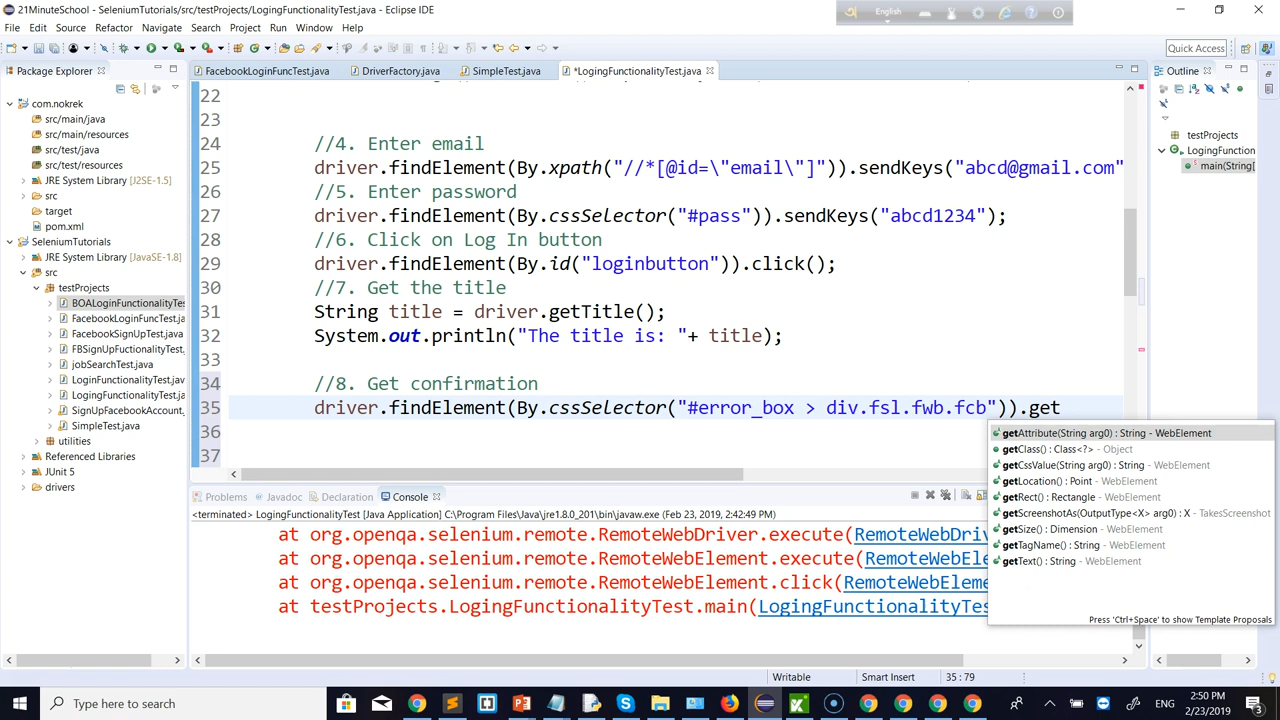 21MinuteSchool - SeleniumTutorials/src/testProjects/LogingFunctionalityTest.java - Eclipse IDE
English
File Edit Source Refactor Navigate Search Project Run Window Help
Quick Access
Package Explorer
FacebookLoginFuncTest.java
DriverFactory.java
SimpleTest.java
*LogingFunctionalityTest.java
Outline
com.nokrek
src/main/java
src/main/resources
src/test/java
src/test/resources
JRE System Library [J2SE-1.5]
src
target
pom.xml
SeleniumTutorials
JRE System Library [JavaSE-1.8]
src
testProjects
BOALoginFunctionalityTe
FacebookLoginFuncTest.ja
FacebookSignUpTest.java
FBSignUpFuctionalityTest.
jobSearchTest.java
LoginFunctionalityTest.jav
LogingFunctionalityTest.j
SignUpFacebookAccount.
SimpleTest.java
utilities
Referenced Libraries
JUnit 5
drivers
22
23
24 //4. Enter email
25 driver.findElement(By.xpath("//*[@id=\"email\"]")).sendKeys("abcd@gmail.com"
26 //5. Enter password
27 driver.findElement(By.cssSelector("#pass")).sendKeys("abcd1234");
28 //6. Click on Log In button
29 driver.findElement(By.id("loginbutton")).click();
30 //7. Get the title
31 String title = driver.getTitle();
32 System.out.println("The title is: "+ title);
33
34 //8. Get confirmation
35 driver.findElement(By.cssSelector("#error_box > div.fsl.fwb.fcb")).get
36
37
testProjects
LogingFunction
main(String[
getAttribute(String arg0) : String - WebElement
getClass() : Class<?> - Object
getCssValue(String arg0) : String - WebElement
getLocation() : Point - WebElement
getRect() : Rectangle - WebElement
getScreenshotAs(OutputType<X> arg0) : X - TakesScreenshot
getSize() : Dimension - WebElement
getTagName() : String - WebElement
getText() : String - WebElement
Press 'Ctrl+Space' to show Template Proposals
Problems Javadoc Declaration Console
<terminated> LogingFunctionalityTest [Java Application] C:\Program Files\Java\jre1.8.0_201\bin\javaw.exe (Feb 23, 2019, 2:42:49 PM)
at org.openqa.selenium.remote.RemoteWebDriver.execute(RemoteWebDriv
at org.openqa.selenium.remote.RemoteWebElement.execute(RemoteWebEle
at org.openqa.selenium.remote.RemoteWebElement.click(RemoteWebEleme
at testProjects.LogingFunctionalityTest.main(LogingFunctionalityTes
Writable Smart Insert 35 : 79
Type here to search
ENG
2:50 PM
2/23/2019
3